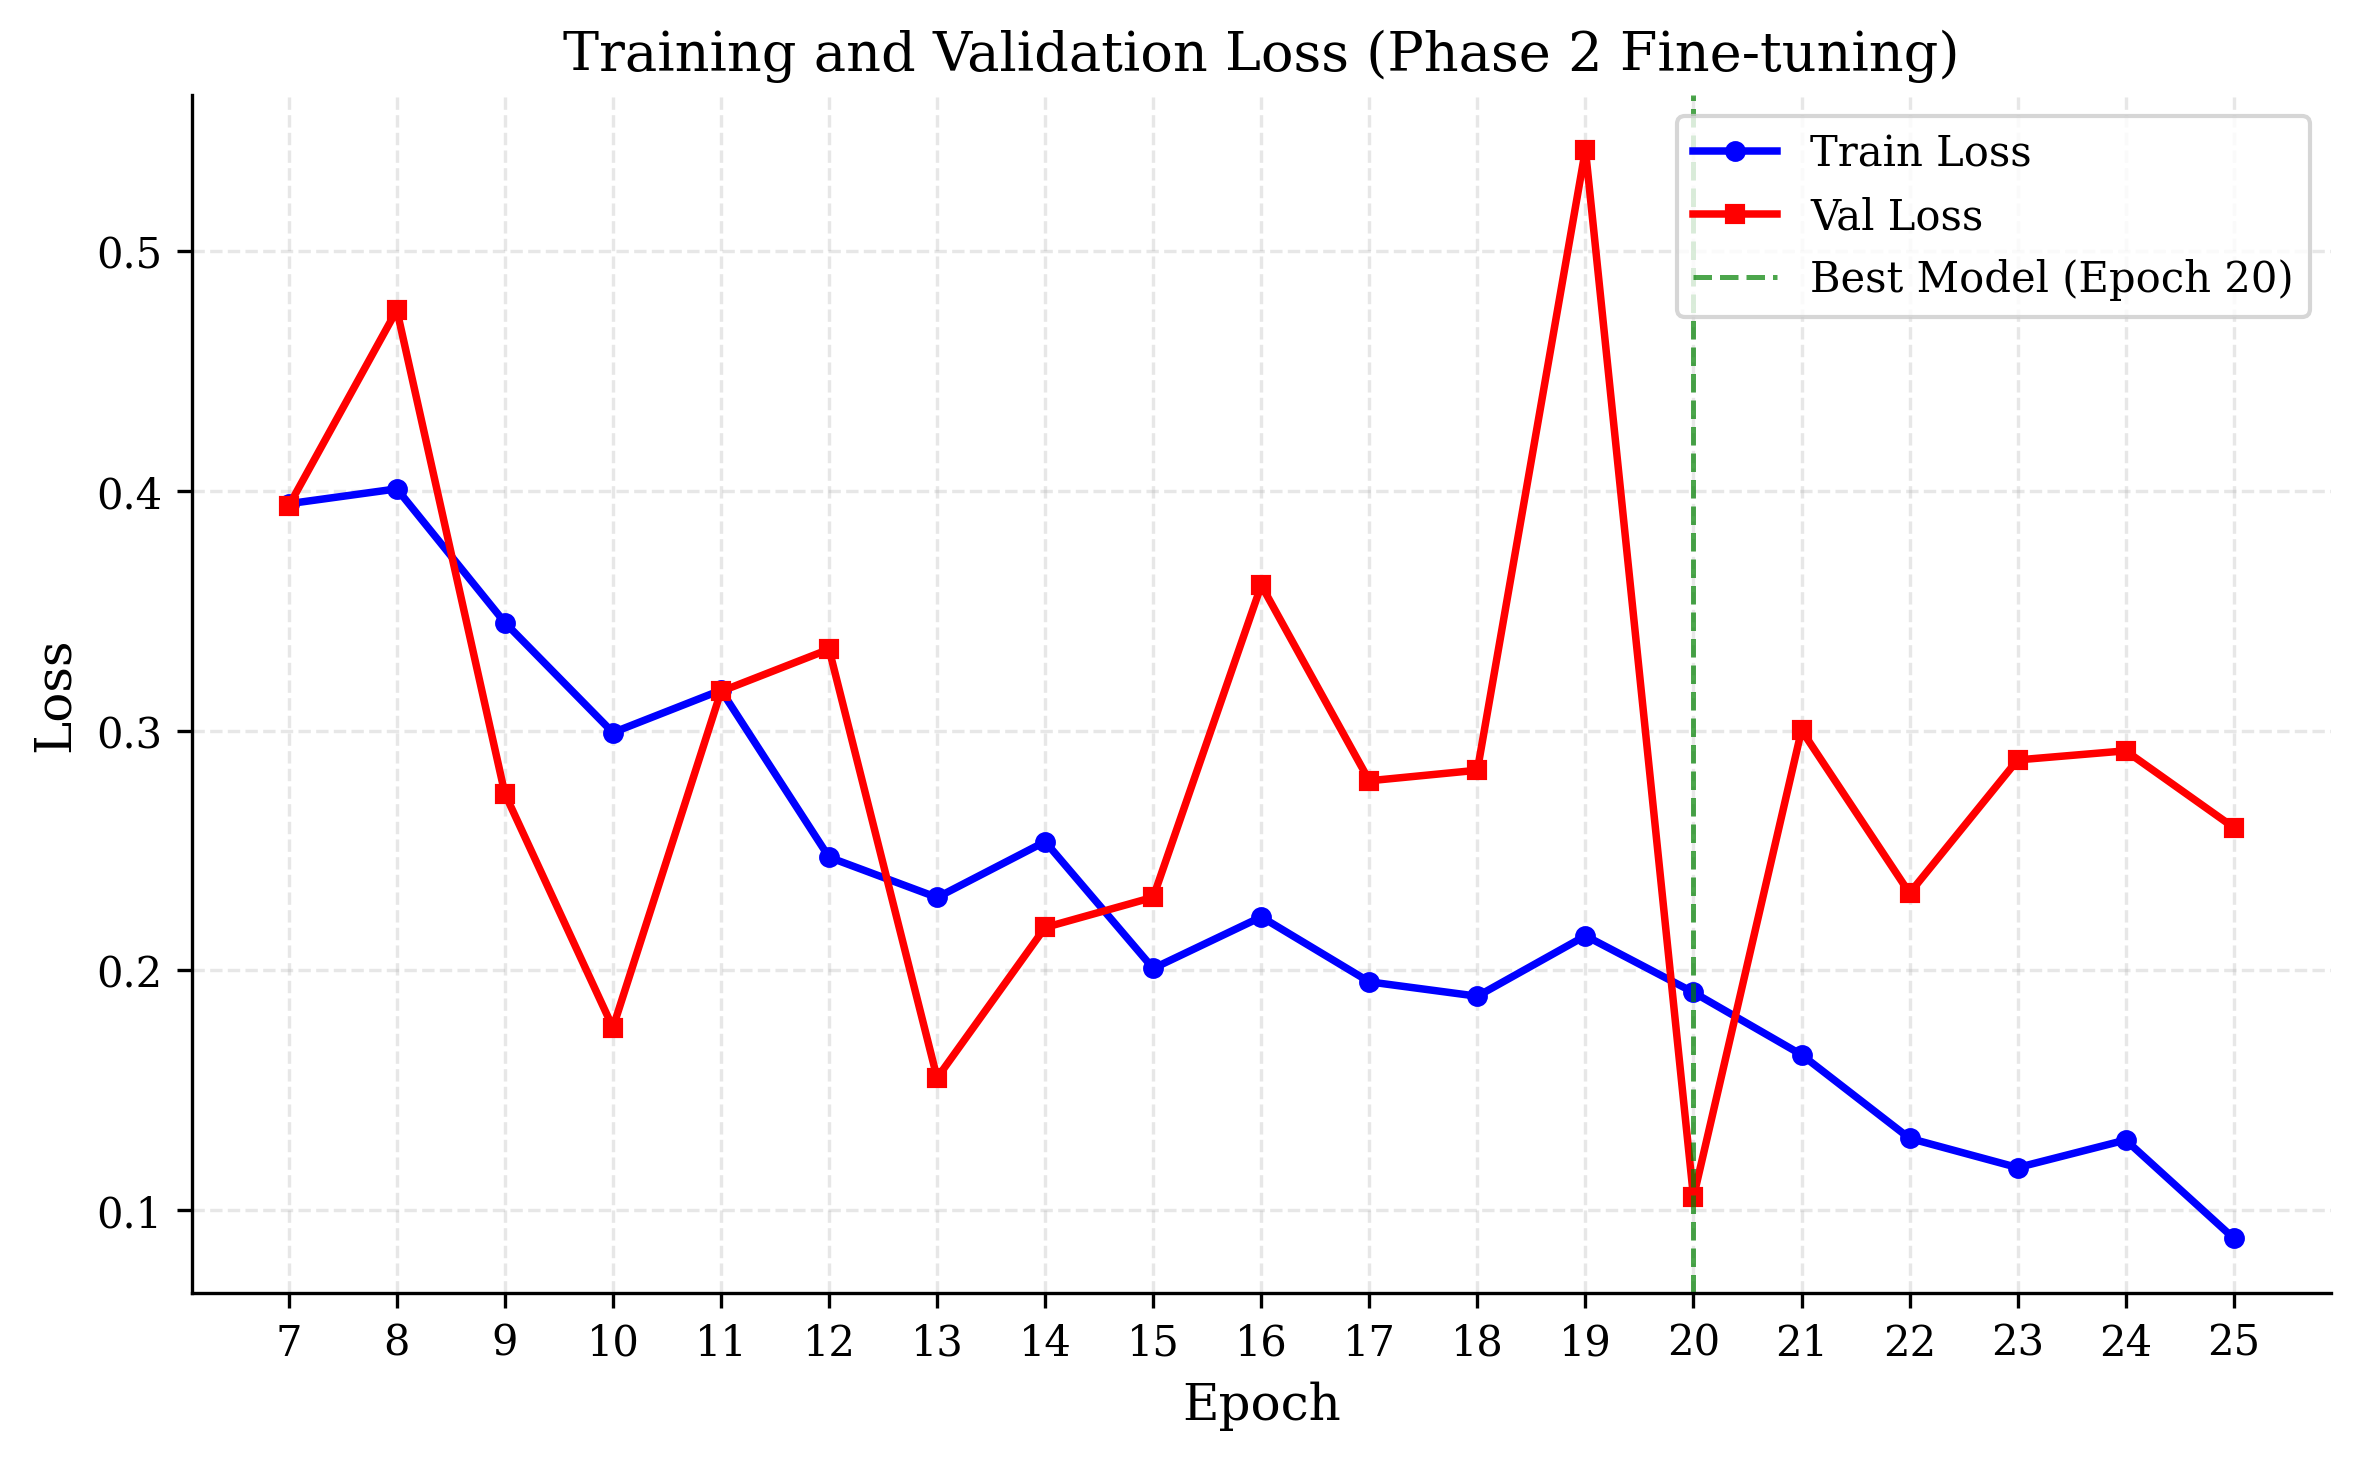 Training and Validation Loss (Phase 2 Fine-tuning)
Train Loss
Val Loss
Best Model (Epoch 20)
Loss
0.5
0.4
0.3
0.2
0.1
7 8 9 10 11 12 13 14 15 16 17 18 19 20 21 22 23 24 25
Epoch